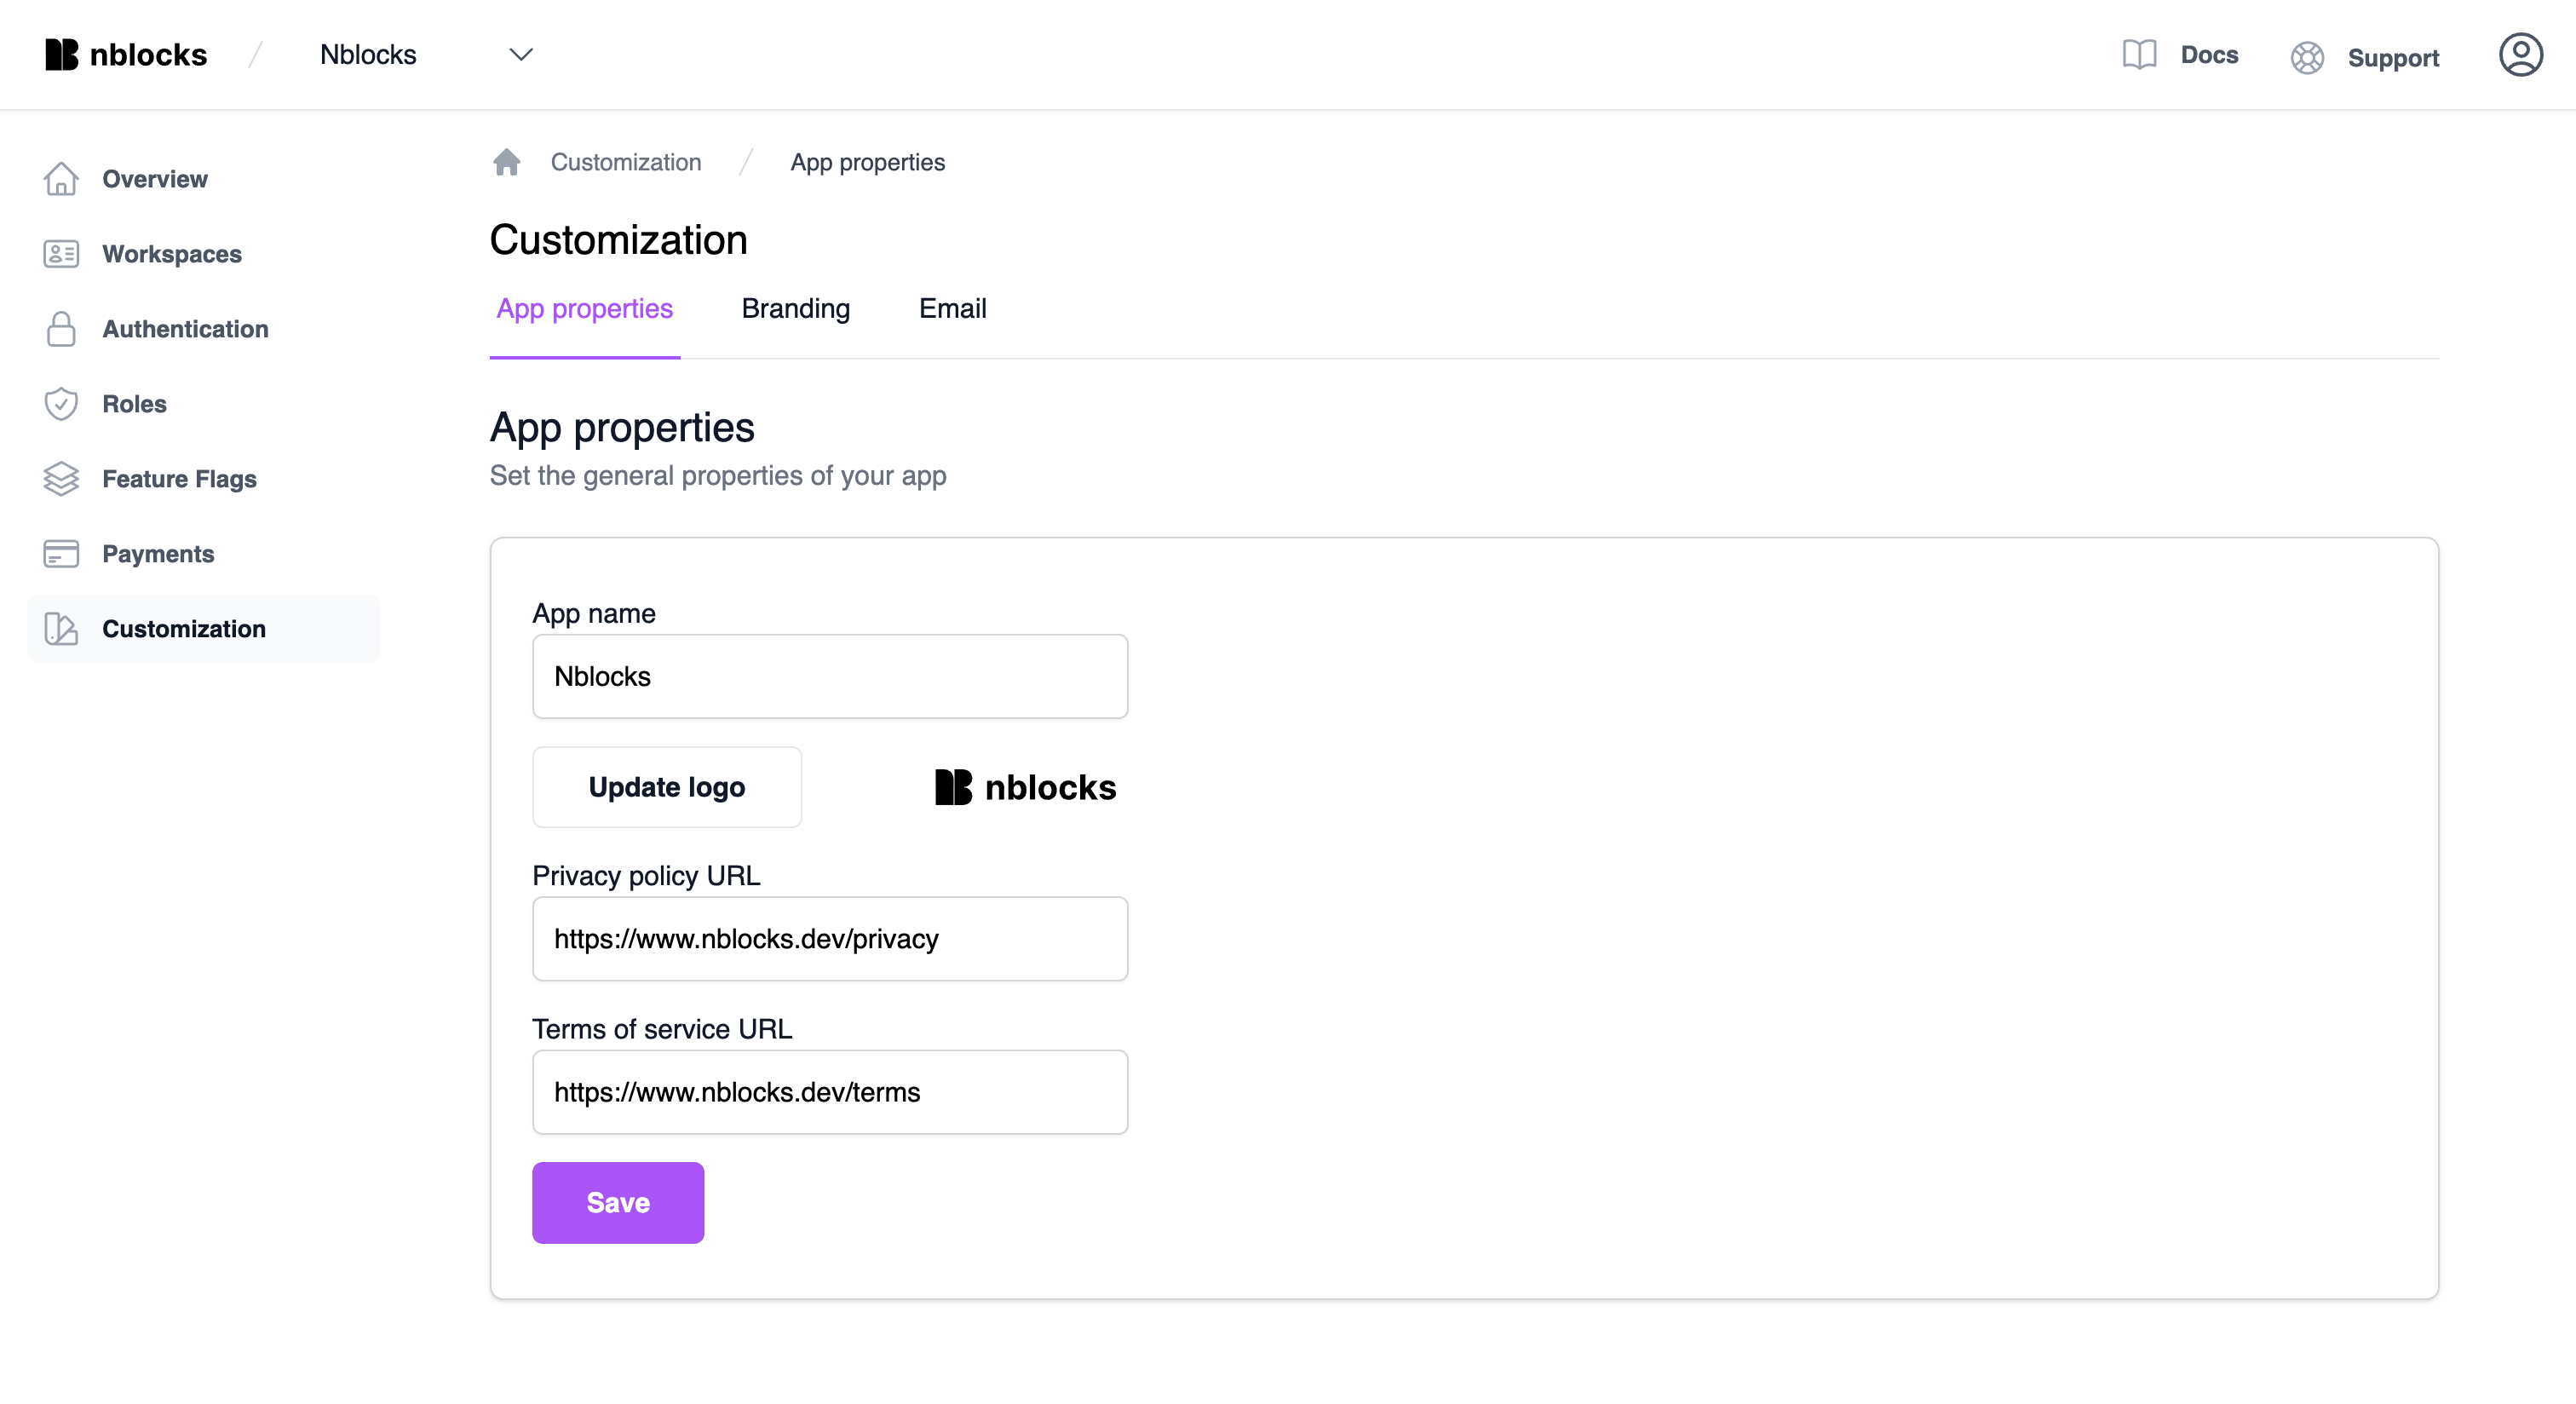 nblocks / Nblocks Docs Support
Overview
Workspaces
Authentication
Roles
Feature Flags
Payments
Customization
Customization / App properties
Customization
App properties Branding Email
App properties
Set the general properties of your app
App name
Nblocks
Update logo nblocks
Privacy policy URL
https://www.nblocks.dev/privacy
Terms of service URL
https://www.nblocks.dev/terms
Save